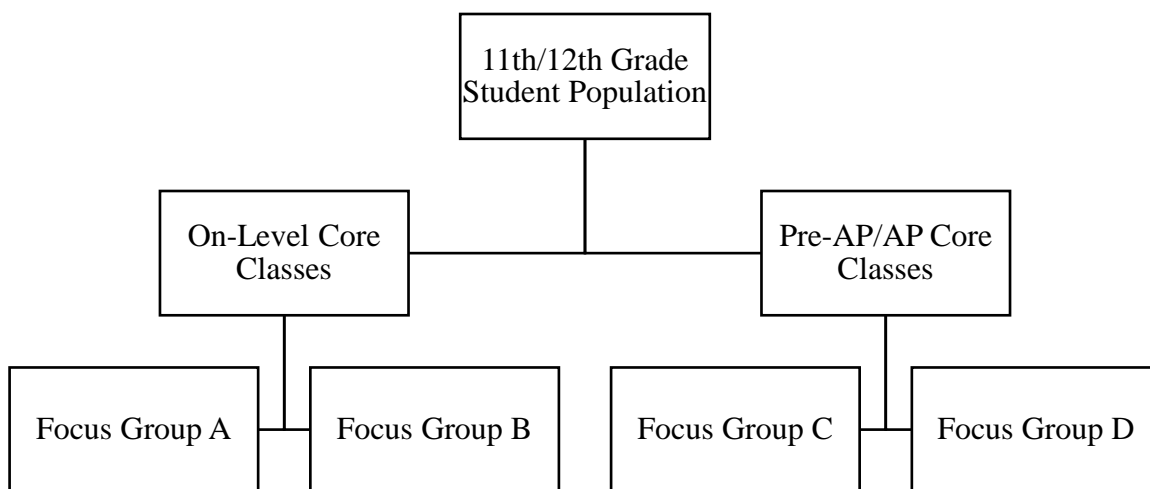 11th/12th Grade
Student Population
On-Level Core
Classes
Pre-AP/AP Core
Classes
Focus Group A
Focus Group B
Focus Group C
Focus Group D